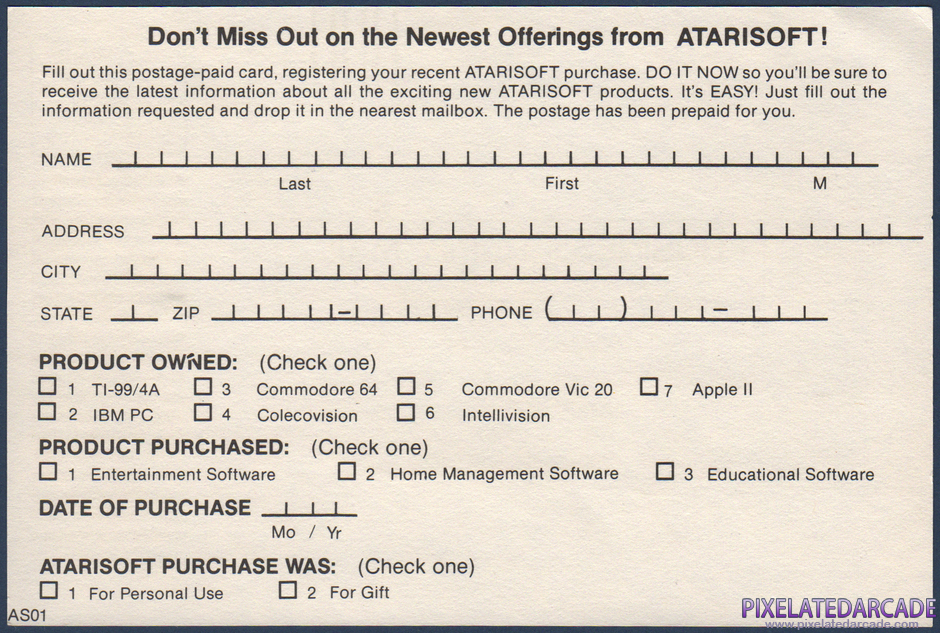 Don't Miss Out on the Newest Offerings from ATARISOFT!
Fill out this postage-paid card, registering your recent ATARISOFT purchase. DO IT NOW so you'll be sure to
receive the latest information about all the exciting new ATARISOFT products. It's EASY! Just fill out the
information requested and drop it in the nearest mailbox. The postage has been prepaid for you.
NAME
Last First M
ADDRESS
CITY
STATE ZIP – PHONE ( ) –
PRODUCT OWNED: (Check one)
1 TI-99/4A 3 Commodore 64 5 Commodore Vic 20 7 Apple II
2 IBM PC 4 Colecovision 6 Intellivision
PRODUCT PURCHASED: (Check one)
1 Entertainment Software 2 Home Management Software 3 Educational Software
DATE OF PURCHASE
Mo / Yr
ATARISOFT PURCHASE WAS: (Check one)
1 For Personal Use 2 For Gift
AS01
PIXELATEDARCADE
www.pixelatedarcade.com